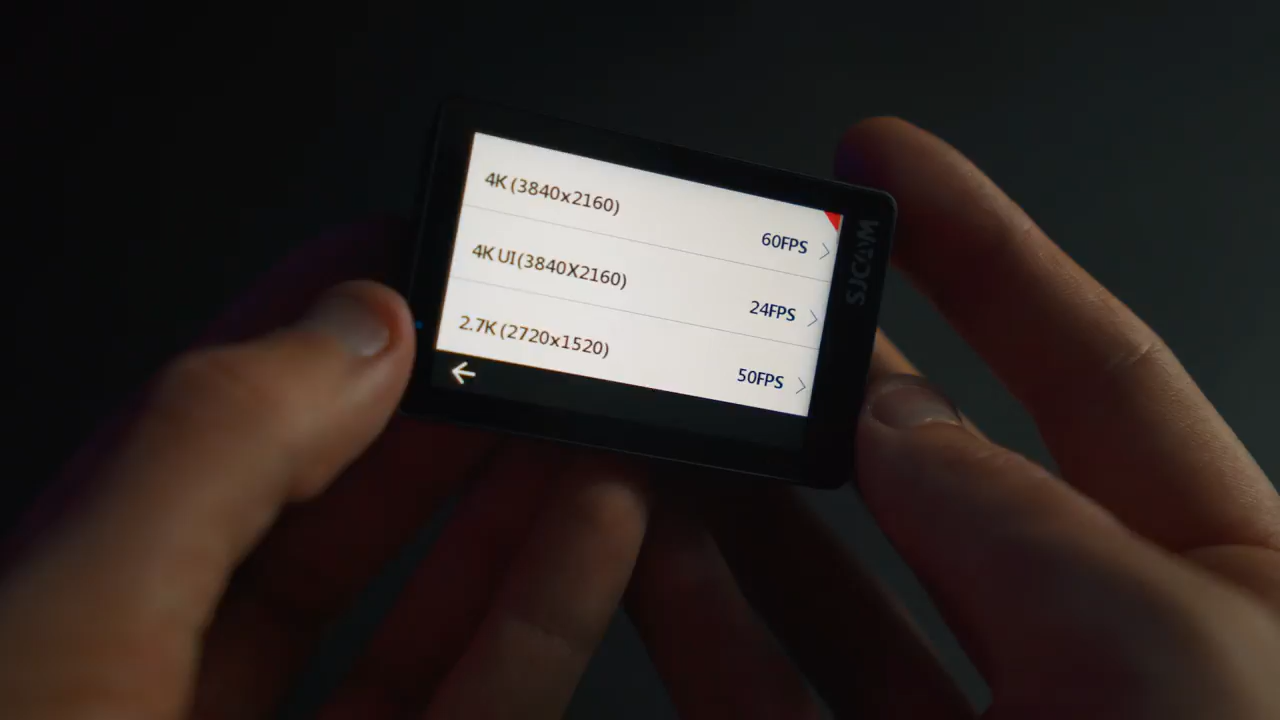 4K (3840x2160) 60FPS
4K UI(3840X2160) 24FPS
2.7K (2720x1520) 50FPS
SJCAM